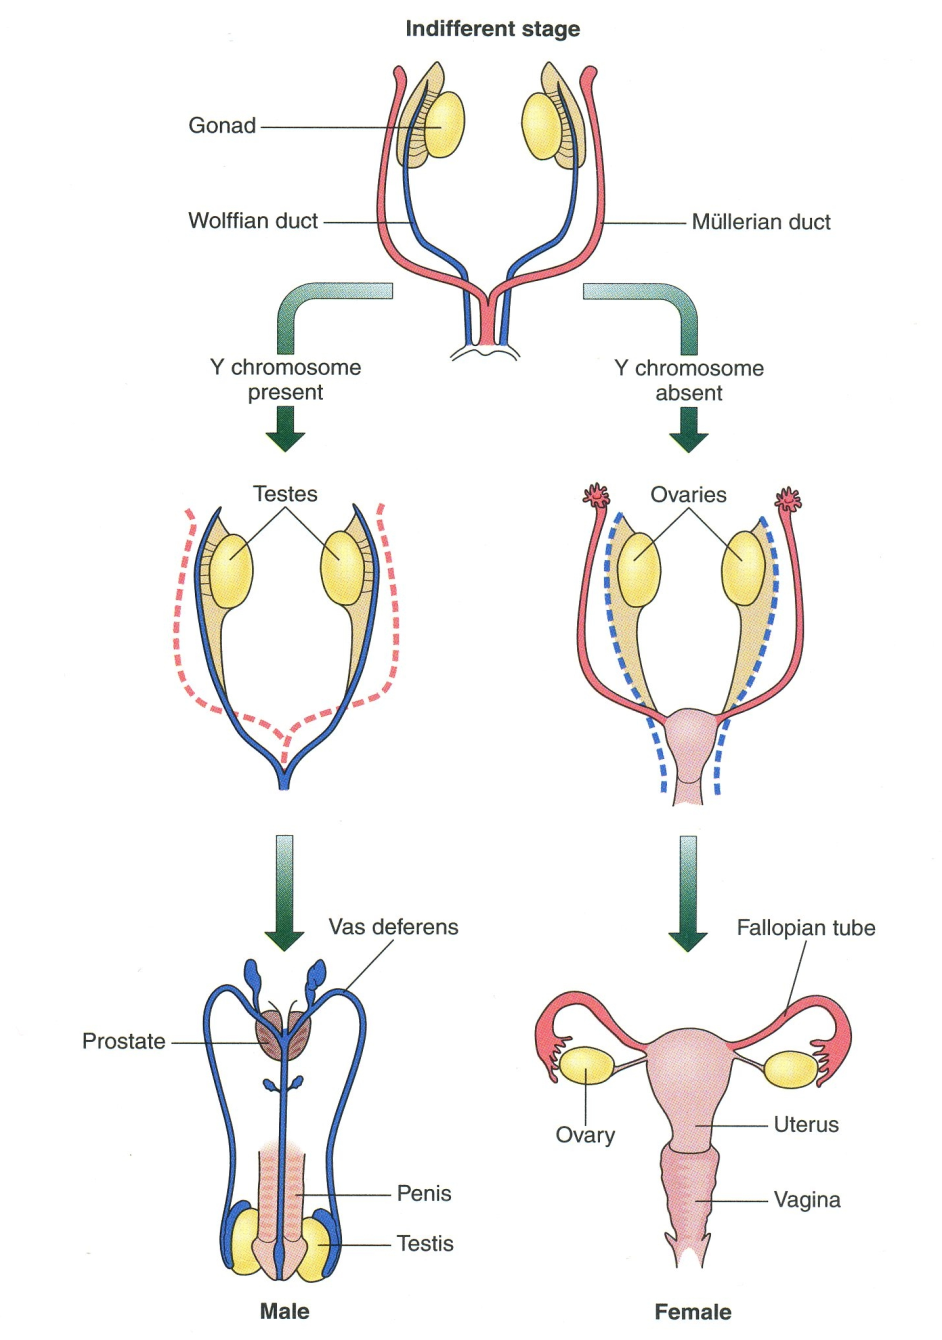 Indifferent stage
Gonad
Wolffian duct
Müllerian duct
Y chromosome
present
Y chromosome
absent
Testes
Ovaries
Vas deferens
Fallopian tube
Prostate
Ovary
Uterus
Penis
Vagina
Testis
Male
Female